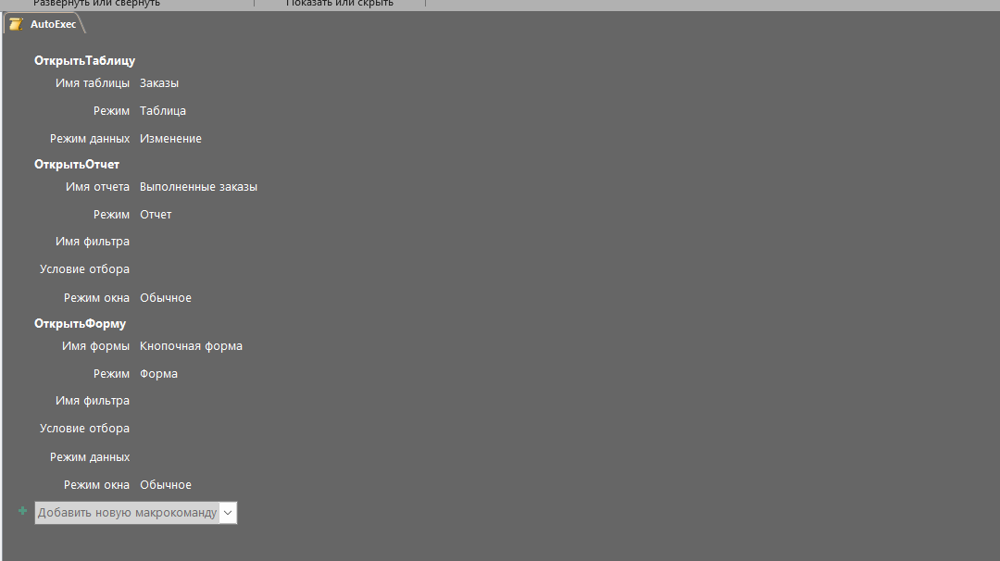 Развернуть или свернуть Показать или скрыть
AutoExec
ОткрытьТаблицу
Имя таблицы Заказы
Режим Таблица
Режим данных Изменение
ОткрытьОтчет
Имя отчета Выполненные заказы
Режим Отчет
Имя фильтра
Условие отбора
Режим окна Обычное
ОткрытьФорму
Имя формы Кнопочная форма
Режим Форма
Имя фильтра
Условие отбора
Режим данных
Режим окна Обычное
Добавить новую макрокоманду